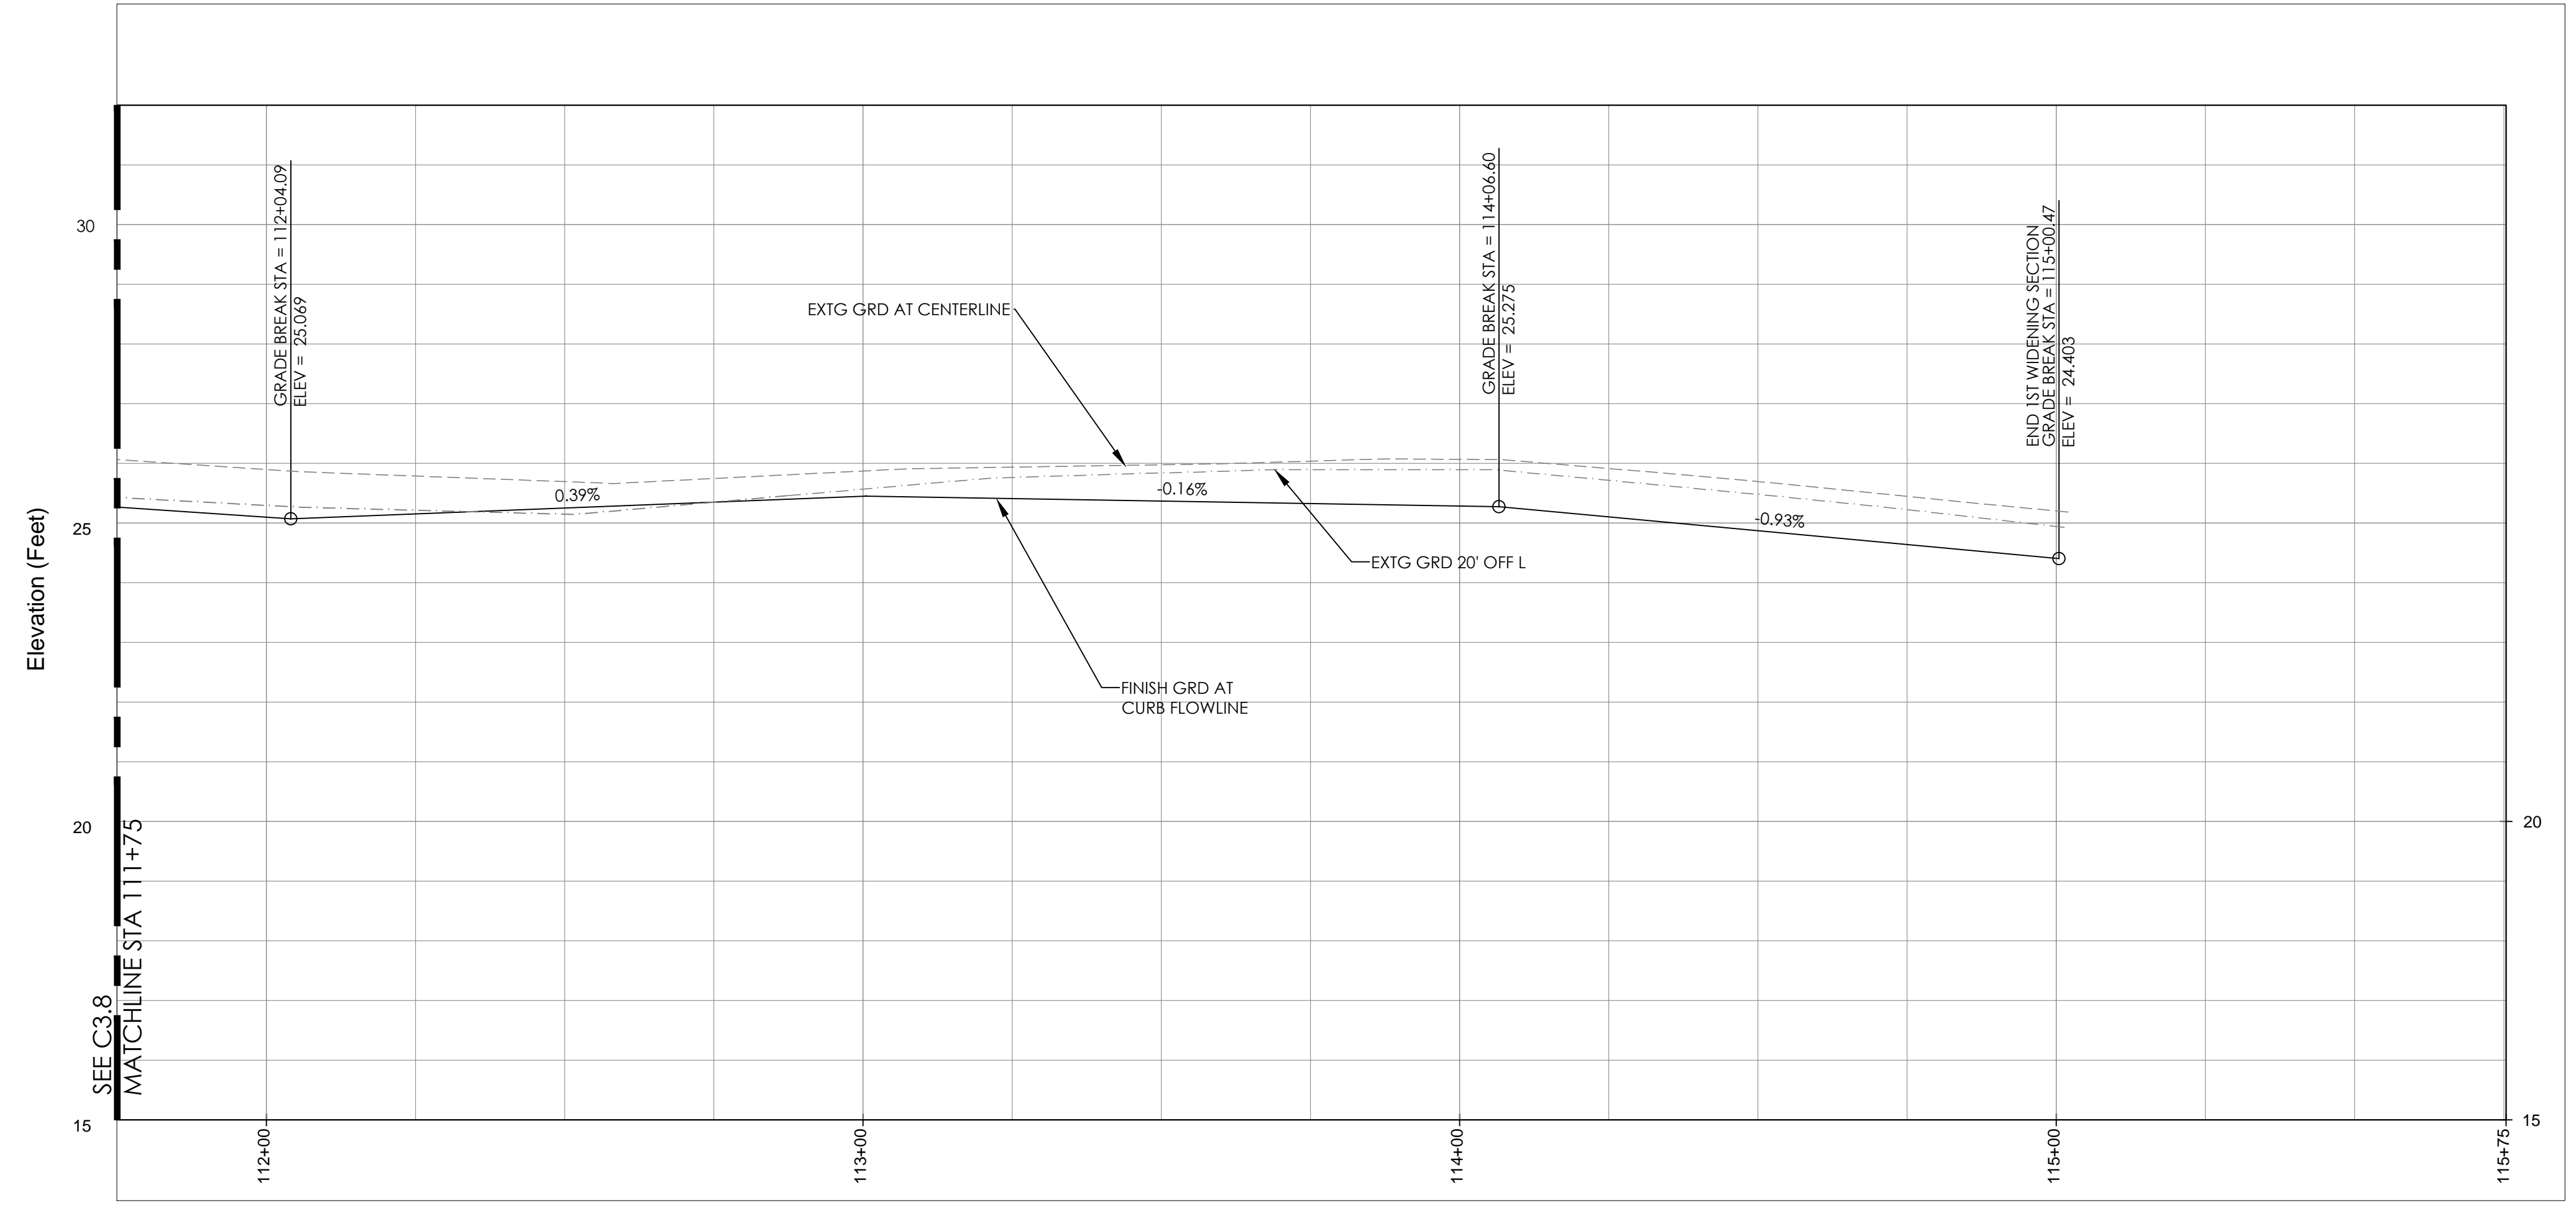 GRADE BREAK STA = 112+04.09
ELEV = 25.069
GRADE BREAK STA = 114+06.60
ELEV = 25.275
END 1ST WIDENING SECTION
GRADE BREAK STA = 115+00.47
ELEV = 24.403
30
EXTG GRD AT CENTERLINE
0.39%
-0.16%
-0.93%
25
Elevation (Feet)
EXTG GRD 20' OFF L
FINISH GRD AT
CURB FLOWLINE
20
20
SEE C3.8
MATCHLINE STA 111+75
15
15
112+00
113+00
114+00
115+00
115+75